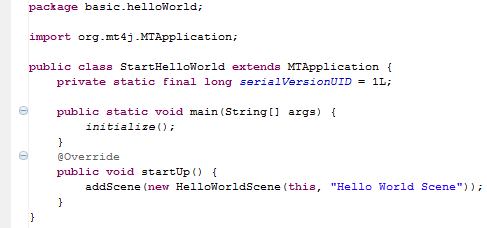 package basic.helloWorld;
import org.mt4j.MTApplication;
public class StartHelloWorld extends MTApplication {
private static final long serialVersionUID = 1L;
public static void main(String[] args) {
initialize();
}
@Override
public void startUp() {
addScene(new HelloWorldScene(this, "Hello World Scene"));
}
}